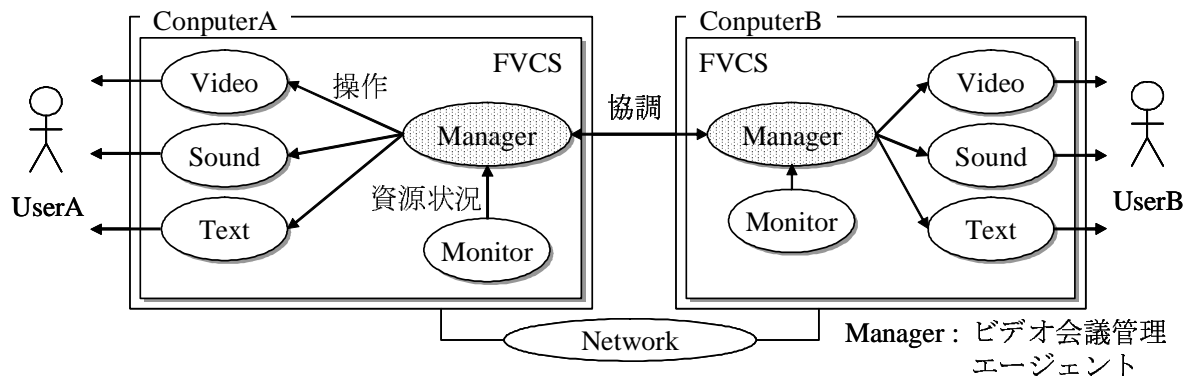 ConputerA
FVCS
Video
操作
Manager
Sound
資源状況
UserA
Text
Monitor
協調
ConputerB
FVCS
Video
Manager
Sound
UserB
Monitor
Text
Network
Manager : ビデオ会議管理
エージェント